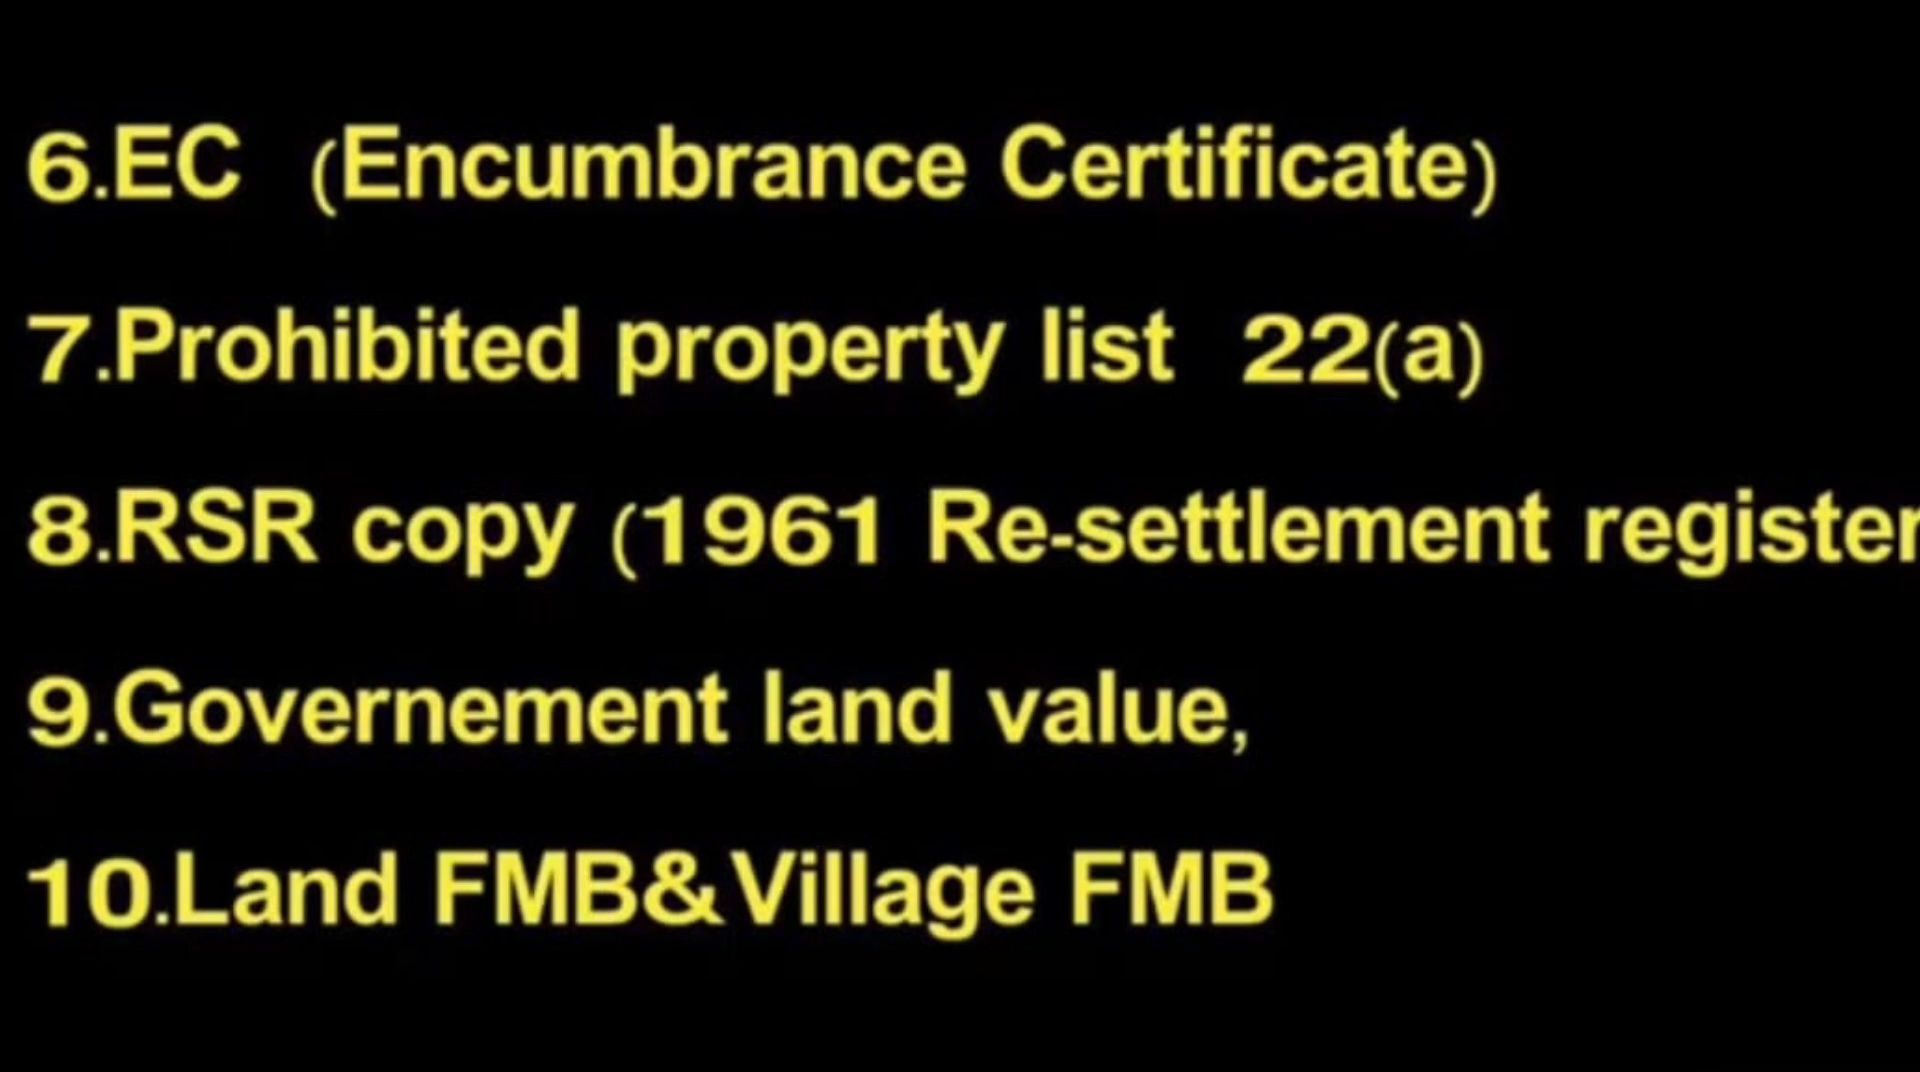 6.EC (Encumbrance Certificate)
7.Prohibited property list 22(a)
8.RSR copy (1961 Re-settlement register
9.Governement land value,
10.Land FMB&Village FMB